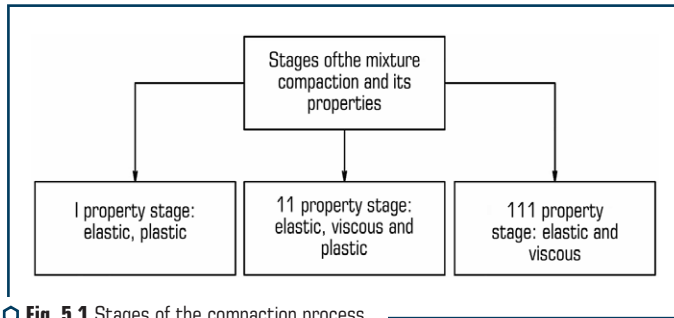 Stages ofthe mixture
compaction and its
properties
I property stage:
elastic, plastic
11 property stage:
elastic, viscous and
plastic
111 property
stage: elastic and
viscous
Fig. 5.1 Stages of the compaction process